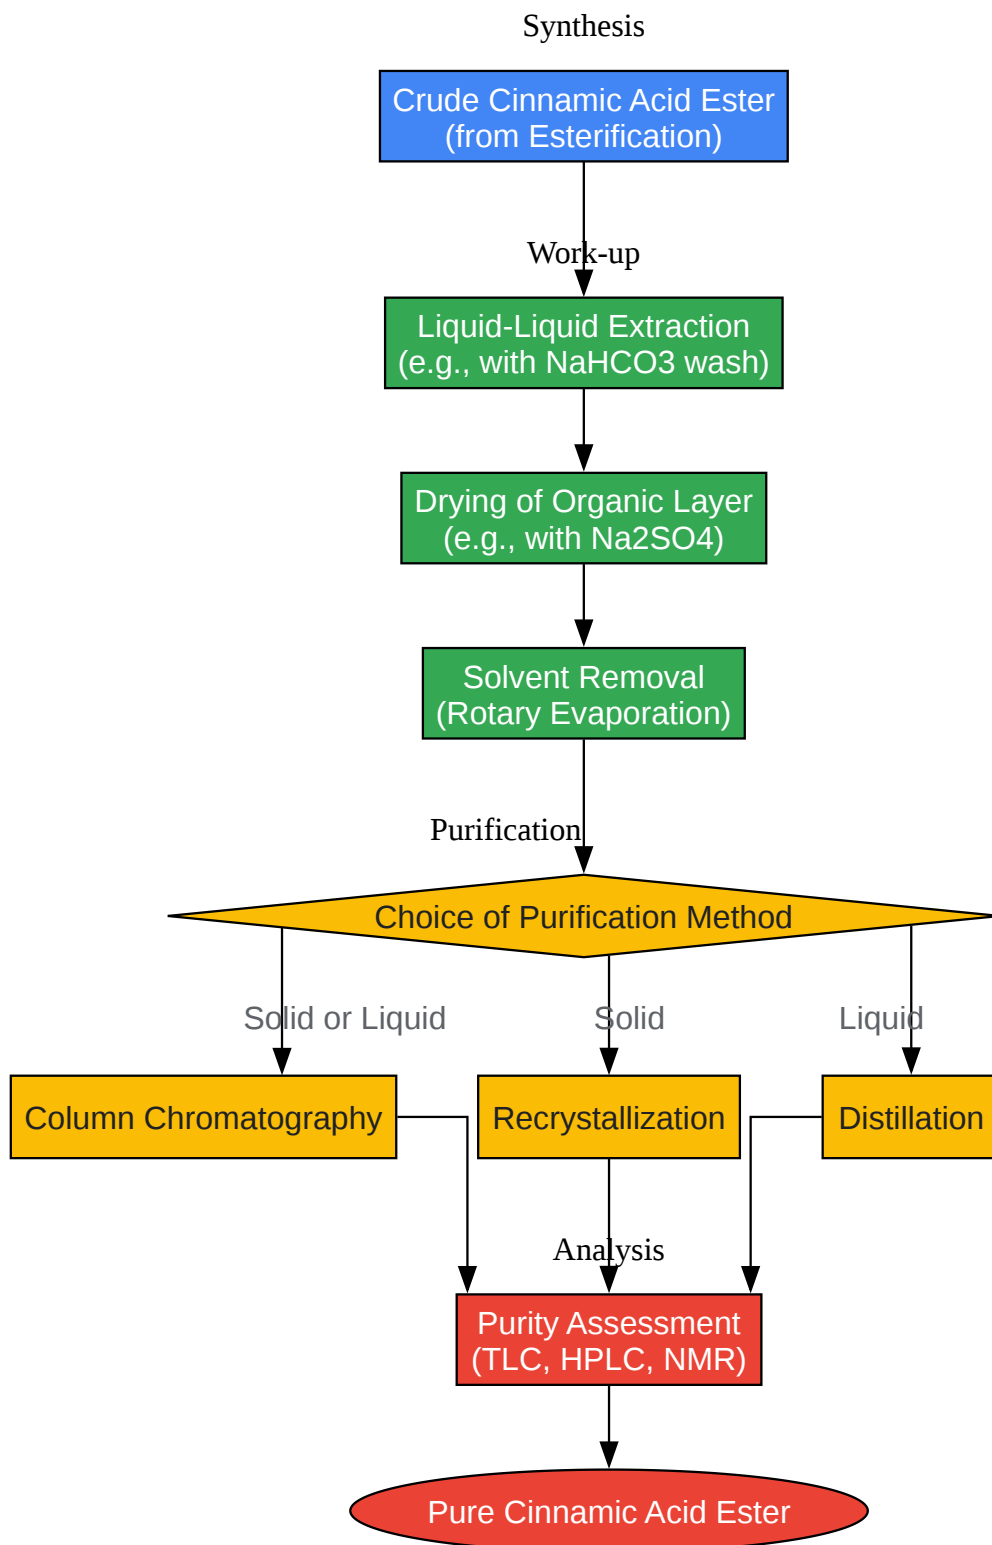 Synthesis
Crude Cinnamic Acid Ester
(from Esterification)
Work-up
Liquid-Liquid Extraction
(e.g., with NaHCO3 wash)
Drying of Organic Layer
(e.g., with Na2SO4)
Solvent Removal
(Rotary Evaporation)
Purification
Choice of Purification Method
Solid or Liquid
Solid
Liquid
Column Chromatography
Recrystallization
Distillation
Analysis
Purity Assessment
(TLC, HPLC, NMR)
Pure Cinnamic Acid Ester